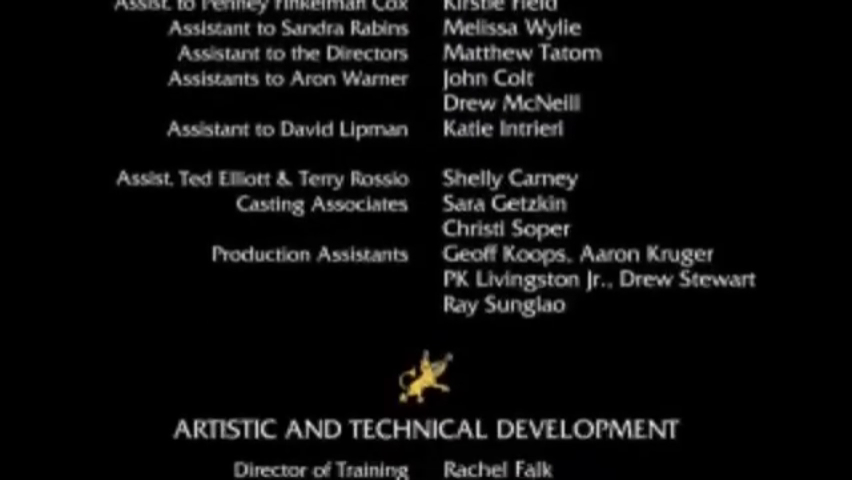 Assist. to Penney Finkelman Cox Kirstie Field
Assistant to Sandra Rabins Melissa Wylie
Assistant to the Directors Matthew Tatom
Assistants to Aron Warner John Colt
Drew McNeill
Assistant to David Lipman Katie Intrieri
Assist. Ted Elliott & Terry Rossio Shelly Carney
Casting Associates Sara Getzkin
Christi Soper
Production Assistants Geoff Koops, Aaron Kruger
PK Livingston Jr., Drew Stewart
Ray Sunglao
ARTISTIC AND TECHNICAL DEVELOPMENT
Director of Training Rachel Falk